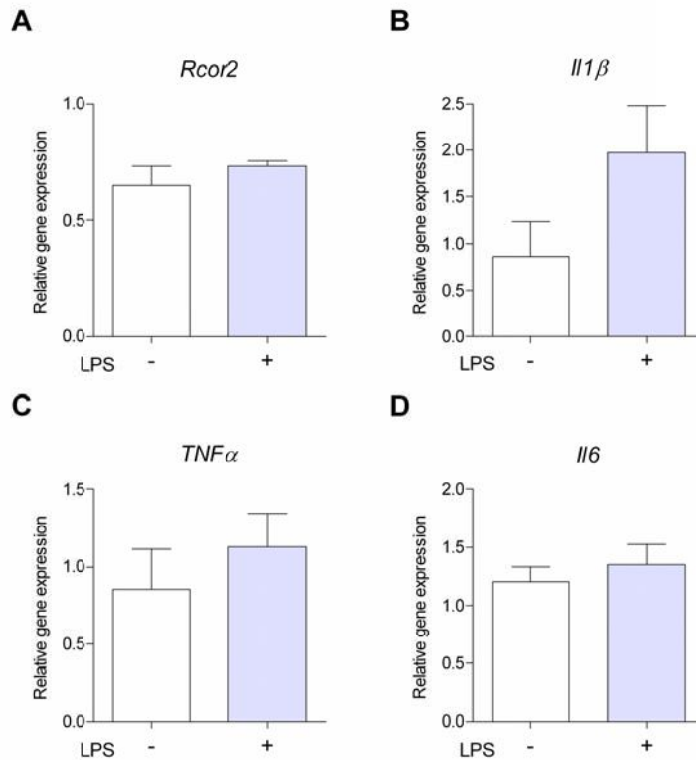 A
Rcor2
Relative gene expression
1.0
0.5
0.0
LPS - +
B
Il1β
Relative gene expression
2.5
2.0
1.5
1.0
0.5
0.0
LPS - +
C
TNFα
Relative gene expression
1.5
1.0
0.5
0.0
LPS - +
D
Il6
Relative gene expression
2.0
1.5
1.0
0.5
0.0
LPS - +